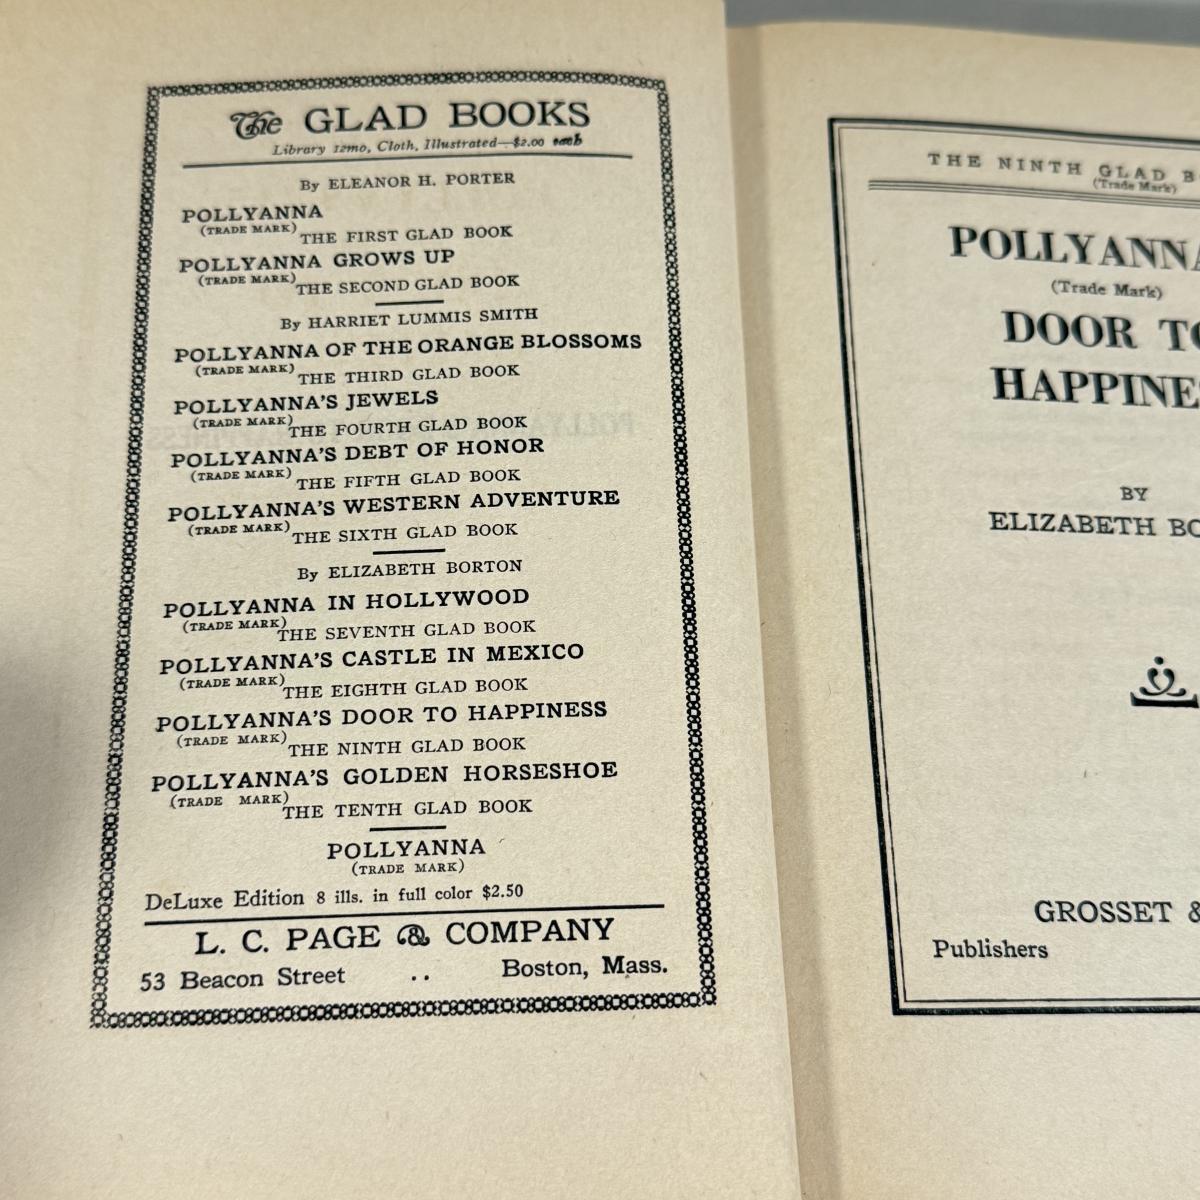 The GLAD BOOKS
Library 12mo, Cloth, Illustrated—$2.00 each
By ELEANOR H. PORTER
POLLYANNA
(TRADE MARK) THE FIRST GLAD BOOK
POLLYANNA GROWS UP
(TRADE MARK) THE SECOND GLAD BOOK
By HARRIET LUMMIS SMITH
POLLYANNA OF THE ORANGE BLOSSOMS
(TRADE MARK) THE THIRD GLAD BOOK
POLLYANNA'S JEWELS
(TRADE MARK) THE FOURTH GLAD BOOK
POLLYANNA'S DEBT OF HONOR
(TRADE MARK) THE FIFTH GLAD BOOK
POLLYANNA'S WESTERN ADVENTURE
(TRADE MARK) THE SIXTH GLAD BOOK
By ELIZABETH BORTON
POLLYANNA IN HOLLYWOOD
(TRADE MARK) THE SEVENTH GLAD BOOK
POLLYANNA'S CASTLE IN MEXICO
(TRADE MARK) THE EIGHTH GLAD BOOK
POLLYANNA'S DOOR TO HAPPINESS
(TRADE MARK) THE NINTH GLAD BOOK
POLLYANNA'S GOLDEN HORSESHOE
(TRADE MARK) THE TENTH GLAD BOOK
POLLYANNA
(TRADE MARK)
DeLuxe Edition 8 ills. in full color $2.50
L. C. PAGE & COMPANY
53 Beacon Street .. Boston, Mass.
THE NINTH GLAD B
(Trade Mark)
POLLYANNA
(Trade Mark)
DOOR TO
HAPPINE
BY
ELIZABETH BO
GROSSET &
Publishers